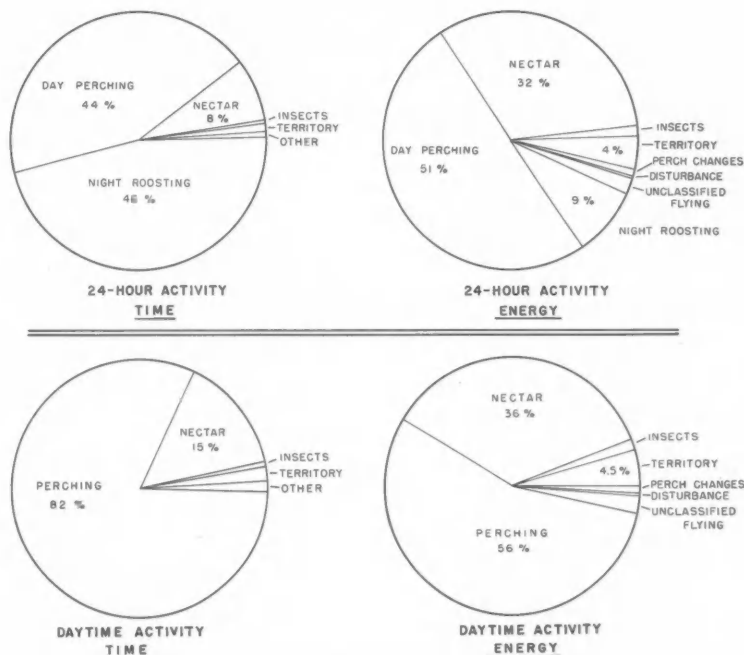 DAY PERCHING
44 %
NECTAR
8 %
INSECTS
TERRITORY
OTHER
NIGHT ROOSTING
46 %
24-HOUR ACTIVITY
TIME
NECTAR
32 %
INSECTS
TERRITORY
4 %
PERCH CHANGES
DISTURBANCE
UNCLASSIFIED
FLYING
DAY PERCHING
51 %
9 %
NIGHT ROOSTING
24-HOUR ACTIVITY
ENERGY
NECTAR
15 %
INSECTS
TERRITORY
OTHER
PERCHING
82 %
DAYTIME ACTIVITY
TIME
NECTAR
36 %
INSECTS
4.5 %
TERRITORY
PERCH CHANGES
DISTURBANCE
UNCLASSIFIED
FLYING
PERCHING
56 %
DAYTIME ACTIVITY
ENERGY